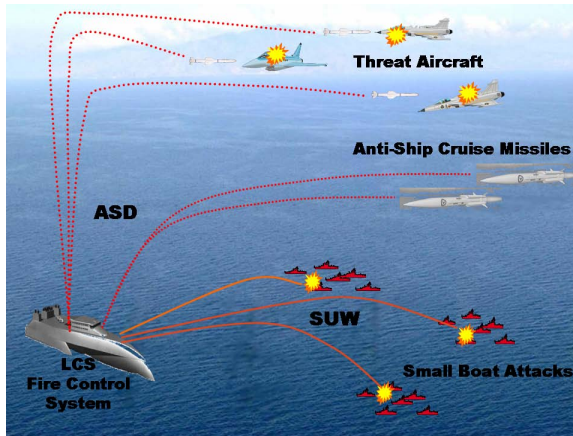 Threat Aircraft
Anti-Ship Cruise Missiles
ASD
SUW
LCS
Fire Control
System
Small Boat Attacks